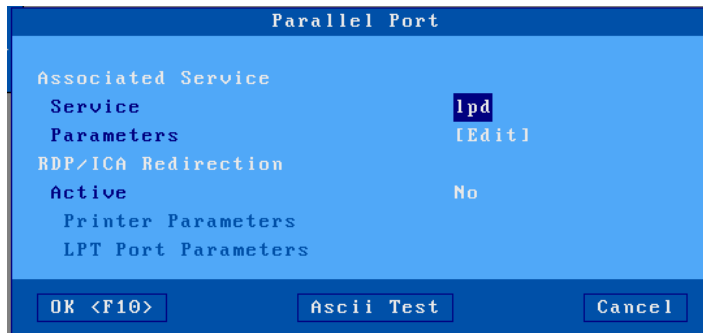 Parallel Port
Associated Service
Service lpd
Parameters [Edit]
RDP/ICA Redirection
Active No
Printer Parameters
LPT Port Parameters
OK <F10> Ascii Test Cancel